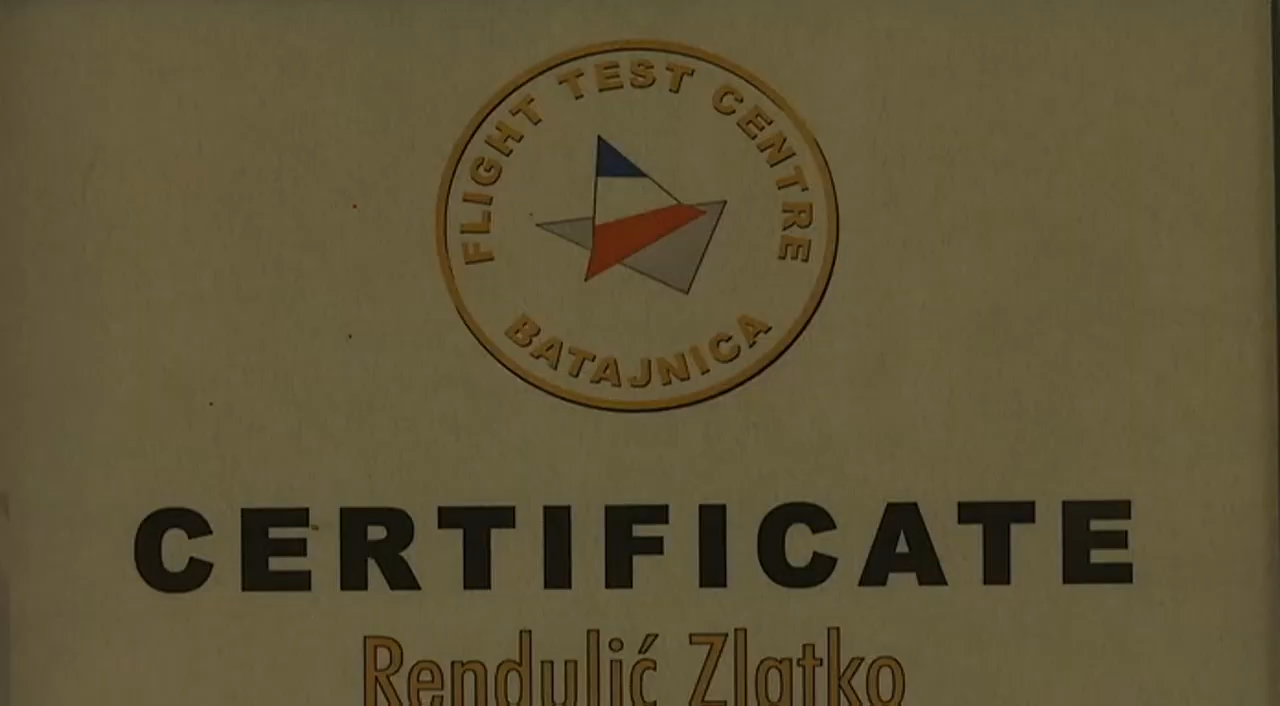 FLIGHT TEST CENTRE
BATAJNICA
CERTIFICATE
Rendulić Zlatko